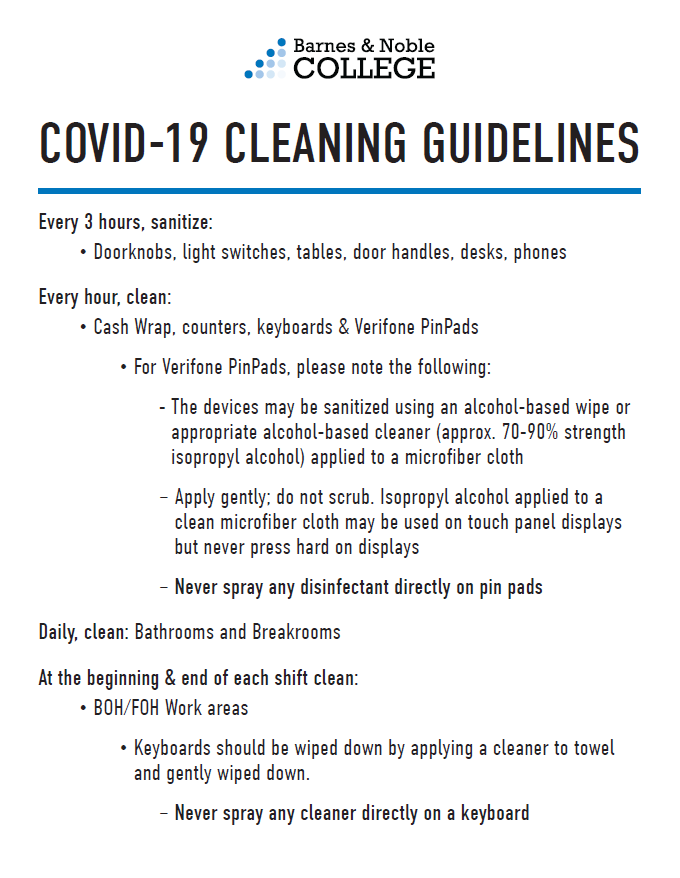 Barnes & Noble
COLLEGE
COVID-19 CLEANING GUIDELINES
Every 3 hours, sanitize:
• Doorknobs, light switches, tables, door handles, desks, phones
Every hour, clean:
• Cash Wrap, counters, keyboards & Verifone PinPads
• For Verifone PinPads, please note the following:
- The devices may be sanitized using an alcohol-based wipe or
appropriate alcohol-based cleaner (approx. 70-90% strength
isopropyl alcohol) applied to a microfiber cloth
– Apply gently; do not scrub. Isopropyl alcohol applied to a
clean microfiber cloth may be used on touch panel displays
but never press hard on displays
– Never spray any disinfectant directly on pin pads
Daily, clean: Bathrooms and Breakrooms
At the beginning & end of each shift clean:
• BOH/FOH Work areas
• Keyboards should be wiped down by applying a cleaner to towel
and gently wiped down.
– Never spray any cleaner directly on a keyboard